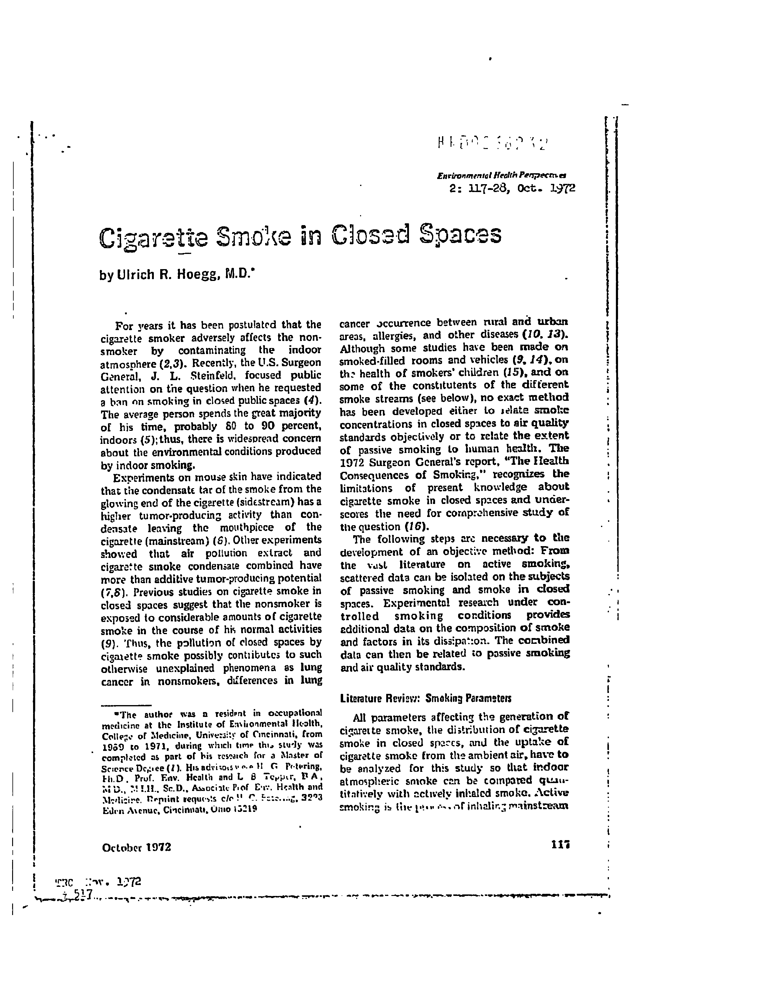 Environmental Health Perspectives
2: 117-28, Oct. 1972
Cigarette Smoke in Closed Spaces
by Ulrich R. Hoegg, M.D.*
For years it has been postulated that the
cigarette smoker adversely affects the non-
smoker by contaminating the indoor
atmosphere (2,3). Recently, the U.S. Surgeon
General, J. L. Steinfeld, focused public
attention on the question when he requested
a ban on smoking in closed public spaces (4).
The average person spends the great majority
of his time, probably 80 to 90 percent,
indoors (5); thus, there is widespread concern
about the environmental conditions produced
by indoor smoking.
Experiments on mouse skin have indicated
that the condensate tar of the smoke from the
glowing end of the cigarette (sidestream) has a
higher tumor-producing activity than con-
densate leaving the mouthpiece of the
cigarette (mainstream) (6). Other experiments
showed that air pollution extract and
cigarette smoke condensate combined have
more than additive tumor-producing potential
(7,8). Previous studies on cigarette smoke in
closed spaces suggest that the nonsmoker is
exposed to considerable amounts of cigarette
smoke in the course of his normal activities
(9). Thus, the pollution of closed spaces by
cigarette smoke possibly contributes to such
otherwise unexplained phenomena as lung
cancer in nonsmokers, differences in lung
*The author was a resident in occupational
medicine at the Institute of Environmental Health,
College of Medicine, University of Cincinnati, from
1969 to 1971, during which time this study was
completed as part of his research for a Master of
Science Degree (1). His advisors were H. G. Petering,
Ph.D., Prof. Env. Health and L. B. Tepper, B.A.,
M.D., M.I.H., Sc.D., Associate Prof. Env. Health and
Medicine. Reprint requests c/o H. G. Petering, 3223
Eden Avenue, Cincinnati, Ohio 45219
cancer occurrence between rural and urban
areas, allergies, and other diseases (10, 13).
Although some studies have been made on
smoked-filled rooms and vehicles (9, 14), on
the health of smokers' children (15), and on
some of the constitutents of the different
smoke streams (see below), no exact method
has been developed either to relate smoke
concentrations in closed spaces to air quality
standards objectively or to relate the extent
of passive smoking to human health. The
1972 Surgeon General's report, "The Health
Consequences of Smoking," recognizes the
limitations of present knowledge about
cigarette smoke in closed spaces and under-
scores the need for comprehensive study of
the question (16).
The following steps are necessary to the
development of an objective method: From
the vast literature on active smoking,
scattered data can be isolated on the subjects
of passive smoking and smoke in closed
spaces. Experimental research under con-
trolled smoking conditions provides
additional data on the composition of smoke
and factors in its dissipation. The combined
data can then be related to passive smoking
and air quality standards.
Literature Review: Smoking Parameters
All parameters affecting the generation of
cigarette smoke, the distribution of cigarette
smoke in closed spaces, and the uptake of
cigarette smoke from the ambient air, have to
be analyzed for this study so that indoor
atmospheric smoke can be compared quan-
titatively with actively inhaled smoke. Active
smoking is the process of inhaling mainstream
October 1972
117
1972
517